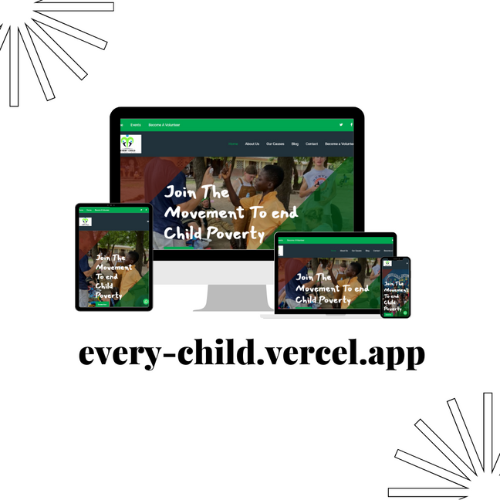 Events
Become A Volunteer
Home
About Us
Our Causes
Blog
Contact
Become a Volunteer
Join The
Movement To end
Child Poverty
Join The
Movement
To end
Child
Poverty
Join The
Movement To end
Child Poverty
Join The
Movement
To end
Child
Poverty
every-child.vercel.app